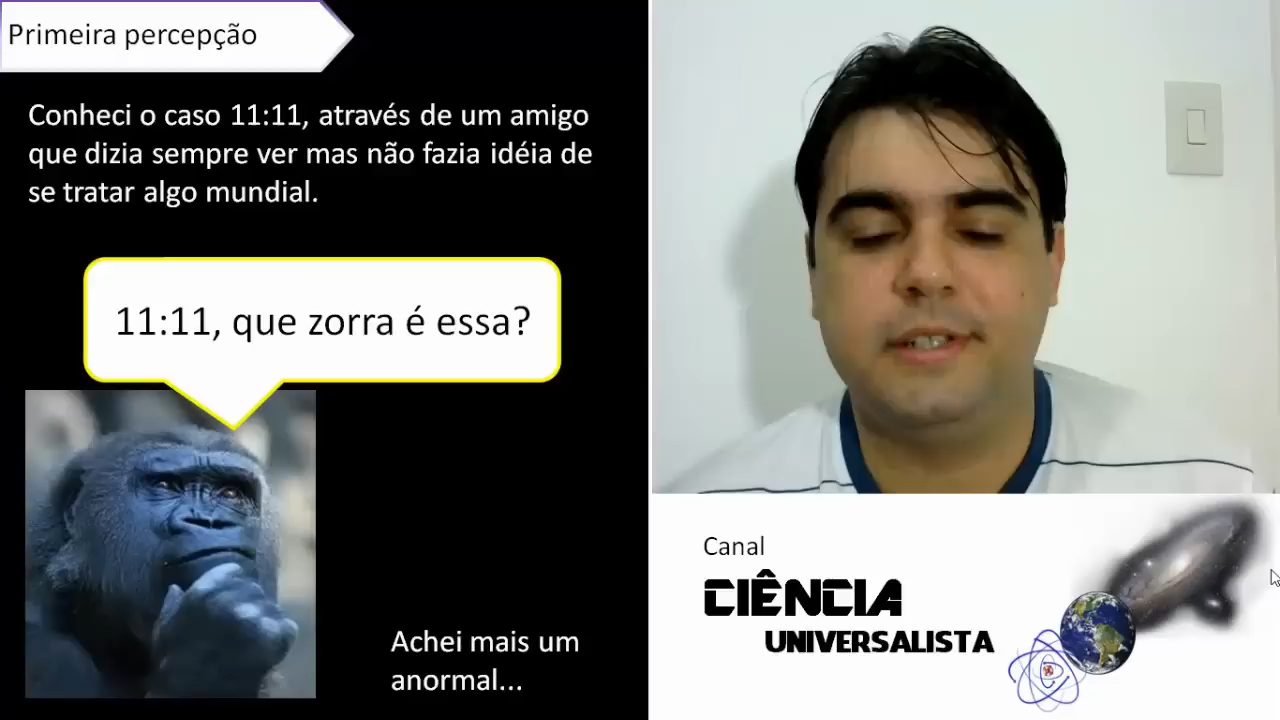 Primeira percepção
Conheci o caso 11:11, através de um amigo
que dizia sempre ver mas não fazia idéia de
se tratar algo mundial.
11:11, que zorra é essa?
Achei mais um
anormal...
Canal
CIÊNCIA
UNIVERSALISTA